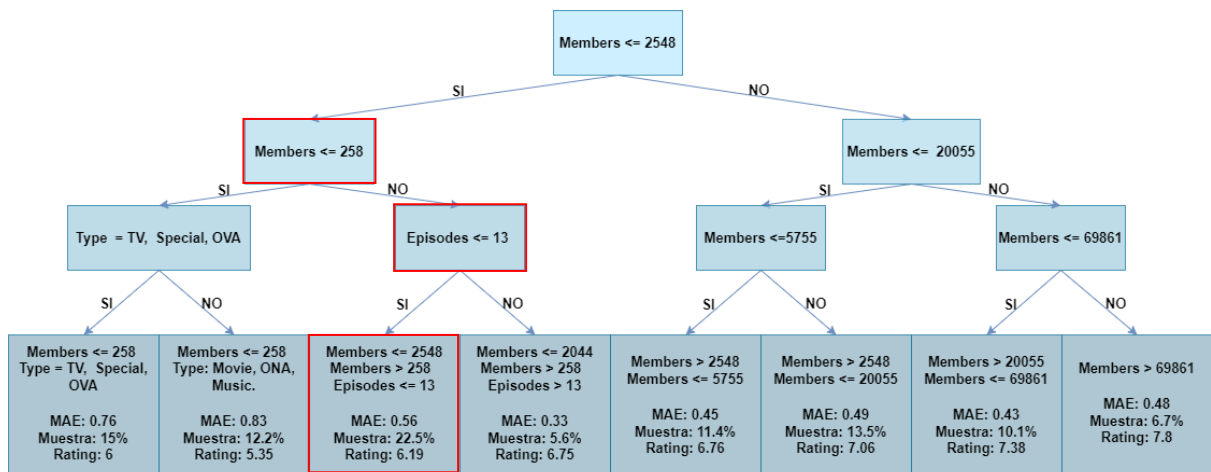 Members <= 2548
SI
NO
Members <= 258
Members <= 20055
SI
NO
SI
NO
Type = TV, Special, OVA
Episodes <= 13
Members <=5755
Members <= 69861
SI
NO
SI
NO
SI
NO
SI
NO
Members <= 258
Type = TV, Special,
OVA
MAE: 0.76
Muestra: 15%
Rating: 6
Members <= 258
Type: Movie, ONA,
Music.
MAE: 0.83
Muestra: 12.2%
Rating: 5.35
Members <= 2548
Members > 258
Episodes <= 13
MAE: 0.56
Muestra: 22.5%
Rating: 6.19
Members <= 2044
Members > 258
Episodes > 13
MAE: 0.33
Muestra: 5.6%
Rating: 6.75
Members > 2548
Members <= 5755
MAE: 0.45
Muestra: 11.4%
Rating: 6.76
Members > 2548
Members <= 20055
MAE: 0.49
Muestra: 13.5%
Rating: 7.06
Members > 20055
Members <= 69861
MAE: 0.43
Muestra: 10.1%
Rating: 7.38
Members > 69861
MAE: 0.48
Muestra: 6.7%
Rating: 7.8